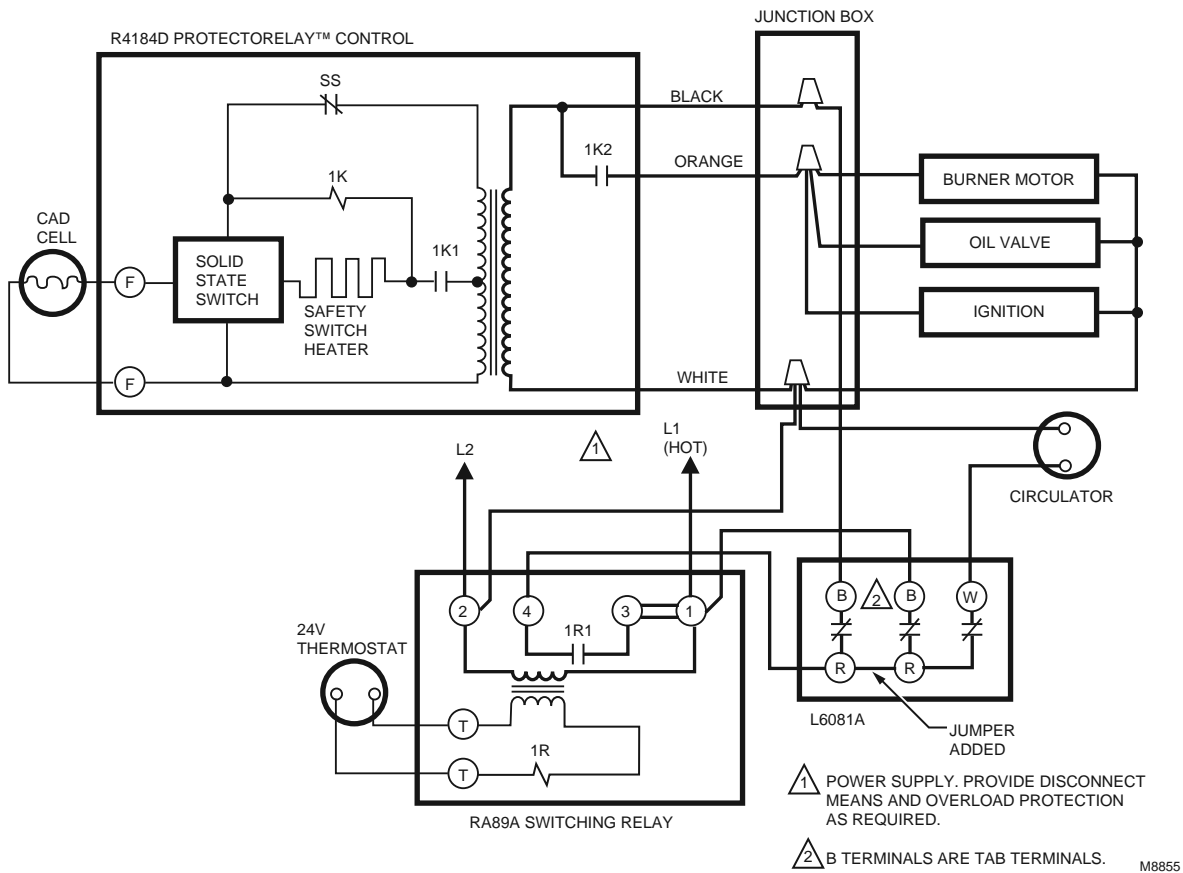 JUNCTION BOX
R4184D PROTECTORELAY™ CONTROL
SS
BLACK
1K2
ORANGE
1K
BURNER MOTOR
CAD
CELL
1K1
F
SOLID
STATE
SWITCH
OIL VALVE
SAFETY
SWITCH
HEATER
IGNITION
F
WHITE
L2
1
L1
(HOT)
CIRCULATOR
2
4
3
1
B
2
B
W
1R1
24V
THERMOSTAT
R
R
L6081A
T
JUMPER
ADDED
1R
T
1 POWER SUPPLY. PROVIDE DISCONNECT
MEANS AND OVERLOAD PROTECTION
AS REQUIRED.
RA89A SWITCHING RELAY
2 B TERMINALS ARE TAB TERMINALS.
M8855